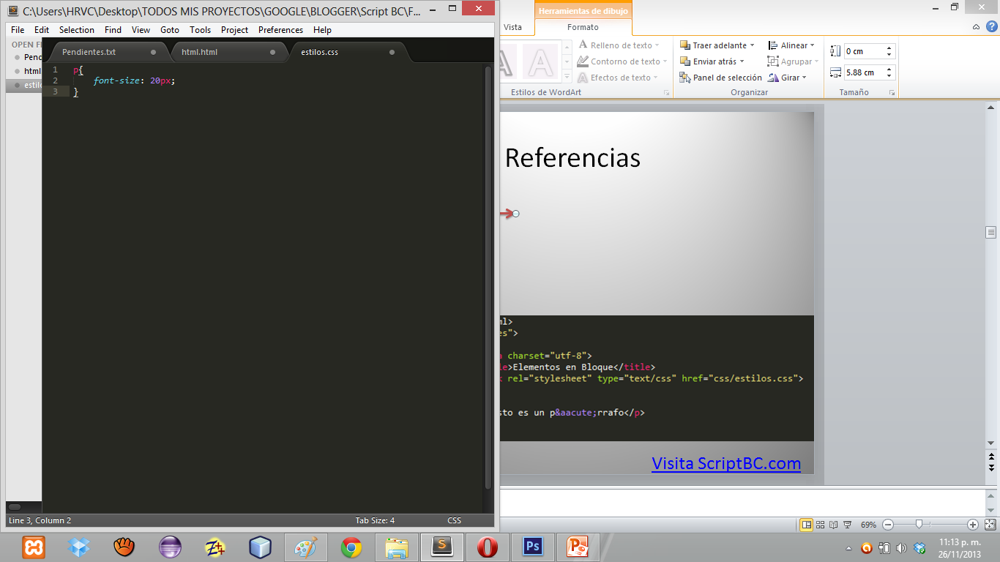 C:\Users\HRVC\Desktop\TODOS MIS PROYECTOS\GOOGLE\BLOGGER\Script BC\F...
File Edit Selection Find View Goto Tools Project Preferences Help
OPEN FI
Pend
html
estilo
Pendientes.txt
html.html
estilos.css
1 p{
2 font-size: 20px;
3 }
Line 3, Column 2
Tab Size: 4
CSS
Herramientas de dibujo
Vista
Formato
Relleno de texto
Contorno de texto
Efectos de texto
Estilos de WordArt
Traer adelante
Enviar atrás
Panel de selección
Alinear
Agrupar
Girar
Organizar
0 cm
5.88 cm
Tamaño
Referencias
ml>
es">
charset="utf-8">
le>Elementos en Bloque</title>
rel="stylesheet" type="text/css" href="css/estilos.css">
sto es un p&aacute;rrafo</p>
Visita ScriptBC.com
69%
Z+
S
Ps
P
11:13 p. m.
26/11/2013